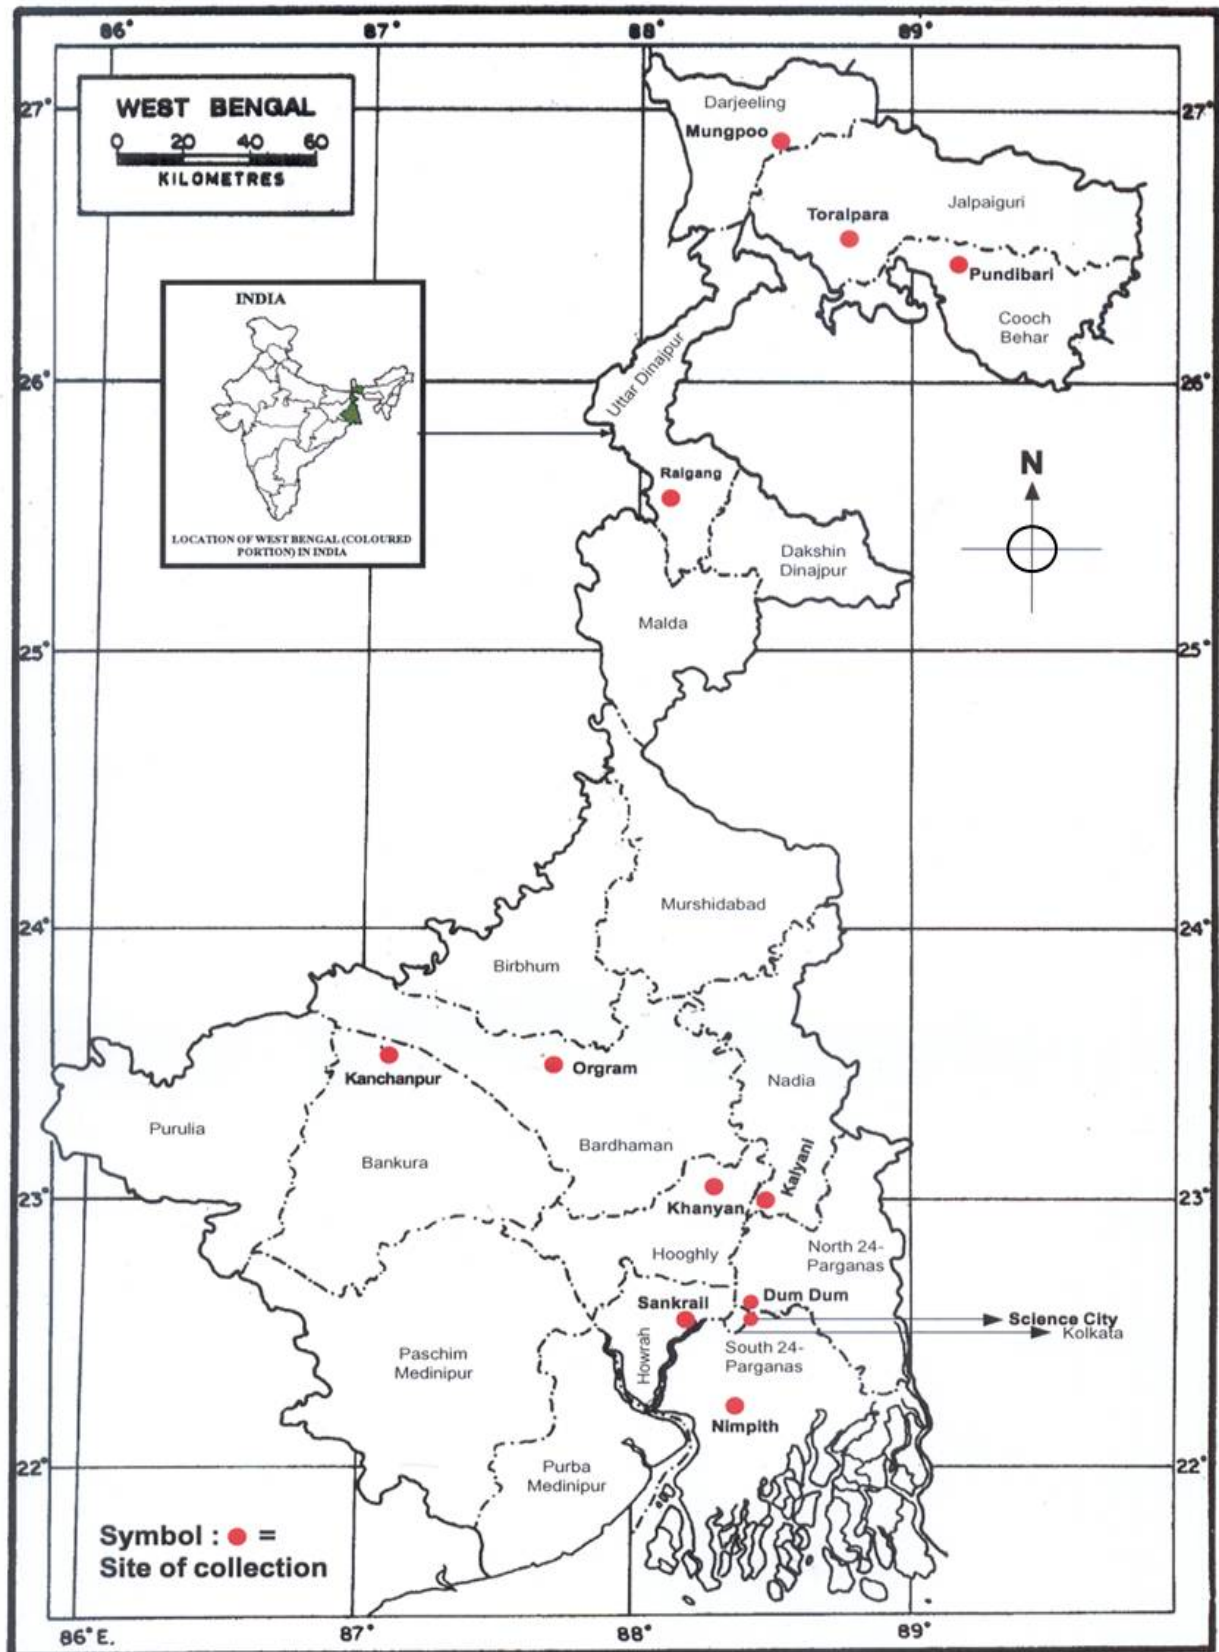 86°
87°
88°
89°
WEST BENGAL
0 20 40 60
KILOMETRES
27°
27°
Darjeeling
Mungpoo
Jalpaiguri
Toralpara
Pundibari
Cooch
Behar
INDIA
LOCATION OF WEST BENGAL (COLOURED
PORTION) IN INDIA
26°
26°
Uttar Dinajpur
N
Raigang
Dakshin
Dinajpur
Malda
25°
25°
Murshidabad
24°
24°
Birbhum
Kanchanpur
Orgram
Nadia
Purulia
Bardhaman
Bankura
Kalyani
23°
23°
Khanyan
Hooghly
North 24-
Parganas
Sankrail
Dum Dum
Science City
Kolkata
Howrah
South 24-
Parganas
Paschim
Medinipur
Nimpith
22°
22°
Purba
Medinipur
Symbol : =
Site of collection
86° E.
87°
88°
89°